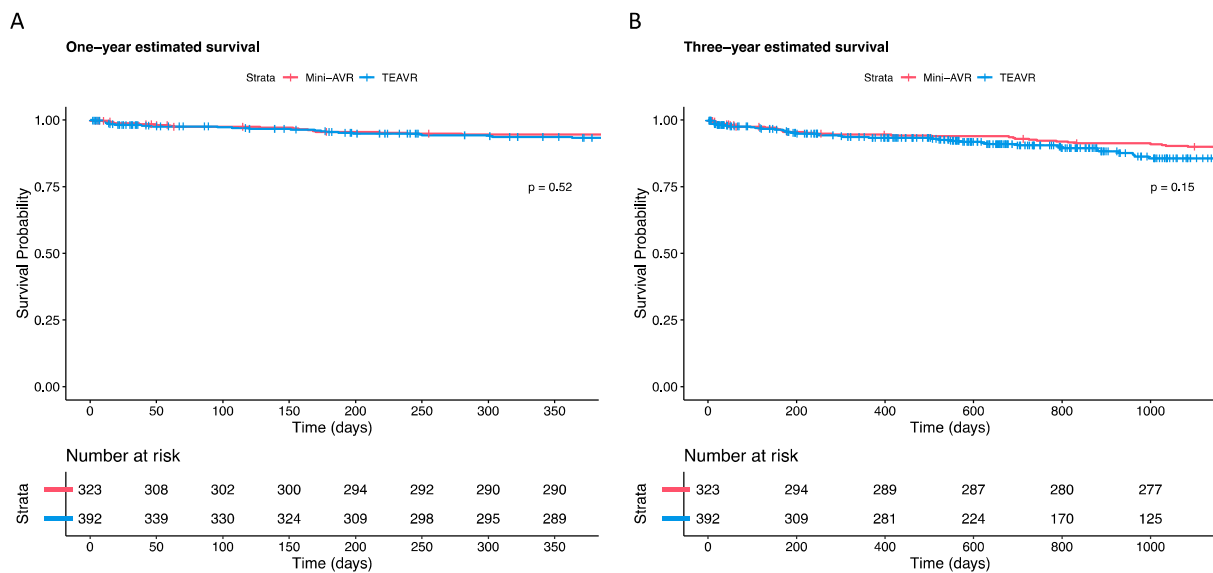 A
One−year estimated survival
Strata Mini−AVR TEAVR
Survival Probability
1.00
0.75
0.50
0.25
0.00
p = 0.52
0 50 100 150 200 250 300 350
Time (days)
Number at risk
Strata
323 308 302 300 294 292 290 290
392 339 330 324 309 298 295 289
0 50 100 150 200 250 300 350
Time (days)
B
Three−year estimated survival
Strata Mini−AVR TEAVR
Survival Probability
1.00
0.75
0.50
0.25
0.00
p = 0.15
0 200 400 600 800 1000
Time (days)
Number at risk
Strata
323 294 289 287 280 277
392 309 281 224 170 125
0 200 400 600 800 1000
Time (days)